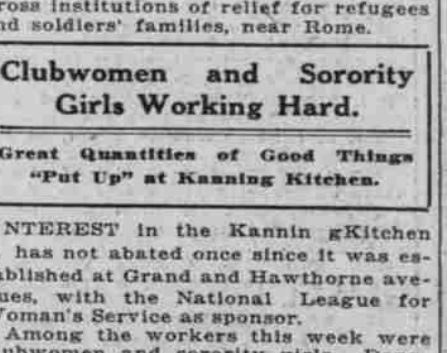 ross institutions of relief for refugees
nd soldiers' families, near Rome.
Clubwomen and Sorority
Girls Working Hard.
Great Quantities of Good Things
"Put Up" at Kanning Kitchen.
NTEREST in the Kannin gKitchen
has not abated once since it was es-
ablished at Grand and Hawthorne ave-
ues, with the National League for
Woman's Service as sponsor.
Among the workers this week were
ubwomen and sorority